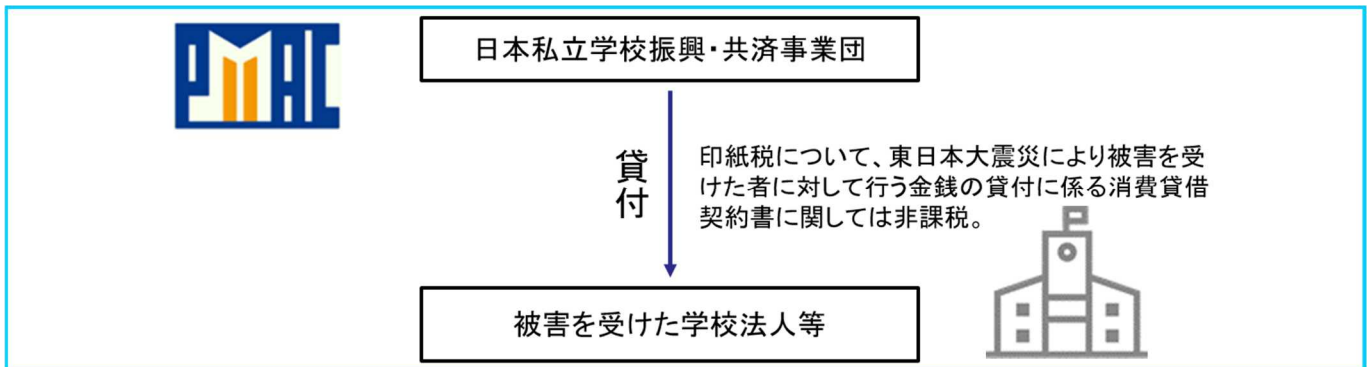 PMAC
日本私立学校振興・共済事業団
貸付
印紙税について、東日本大震災により被害を受
けた者に対して行う金銭の貸付に係る消費貸借
契約書に関しては非課税。
被害を受けた学校法人等